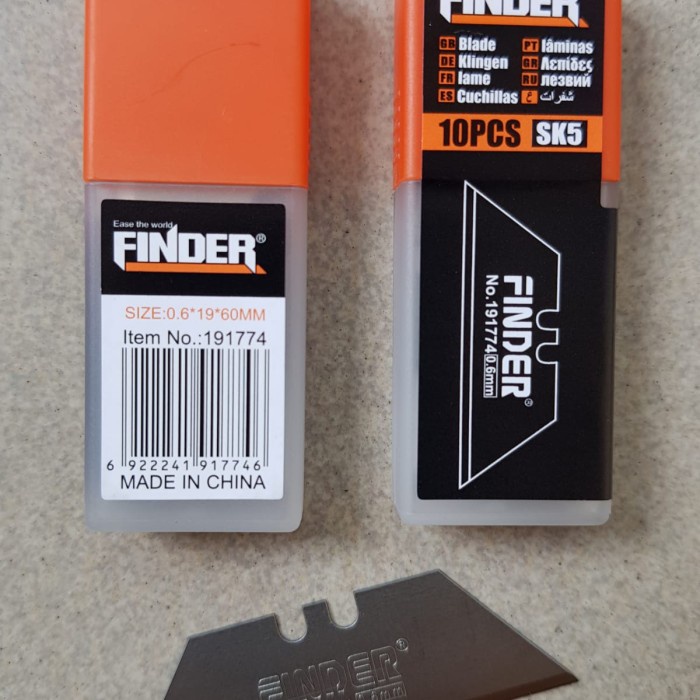 Ease the world
FINDER®
SIZE:0.6*19*60MM
Item No.:191774
6 922241 917746
MADE IN CHINA
FINDER
GB Blade
DE Klingen
FR lame
ES Cuchillas
PT lâminas
GR Λεπίδες
RU лезвий
غ شفرات
10PCS SK5
FINDER®
No.191774 0.6mm
FINDER®